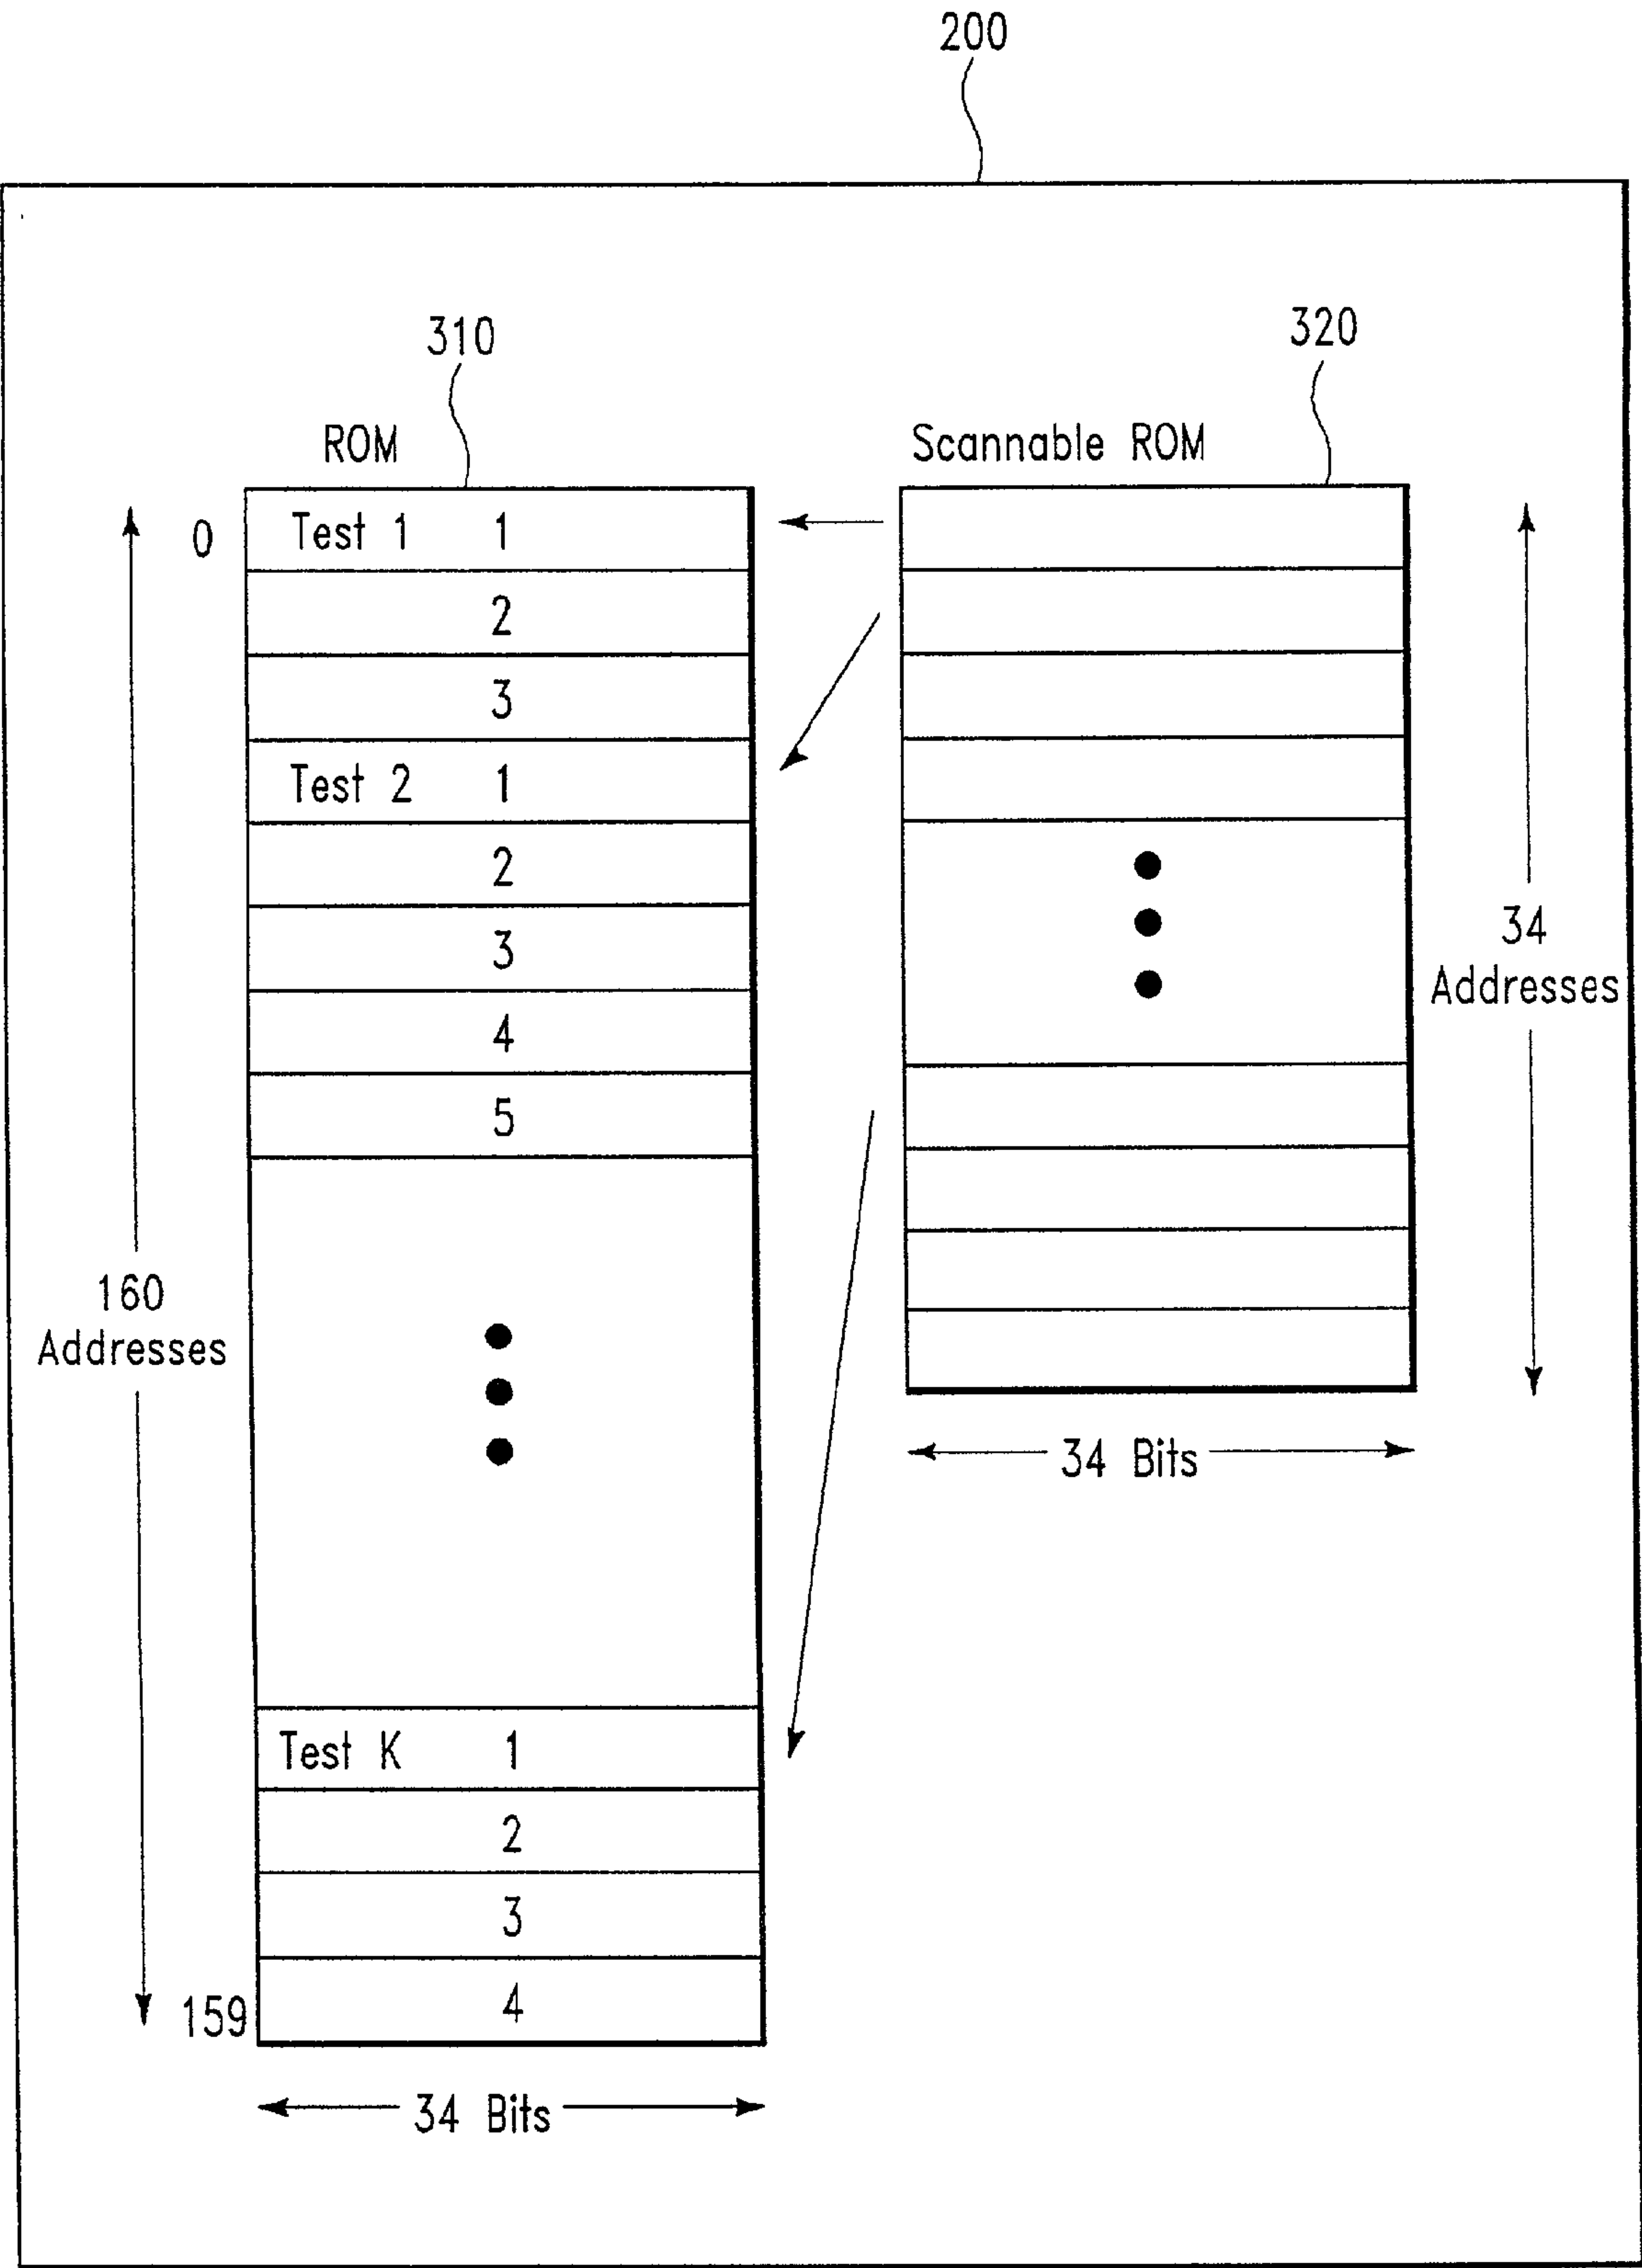 200
310
320
ROM
Scannable ROM
0
Test 1 1
2
3
Test 2 1
2
3
4
5
34
Addresses
160
Addresses
34 Bits
Test K 1
2
3
4
159
34 Bits